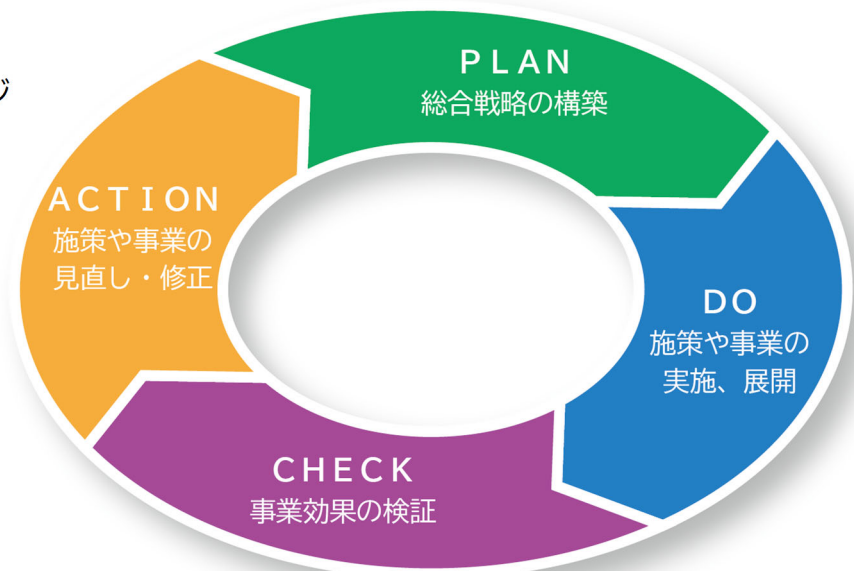 ジ
ＰＬＡＮ
総合戦略の構築
ＡＣＴＩＯＮ
施策や事業の
見直し・修正
ＤＯ
施策や事業の
実施、展開
ＣＨＥＣＫ
事業効果の検証